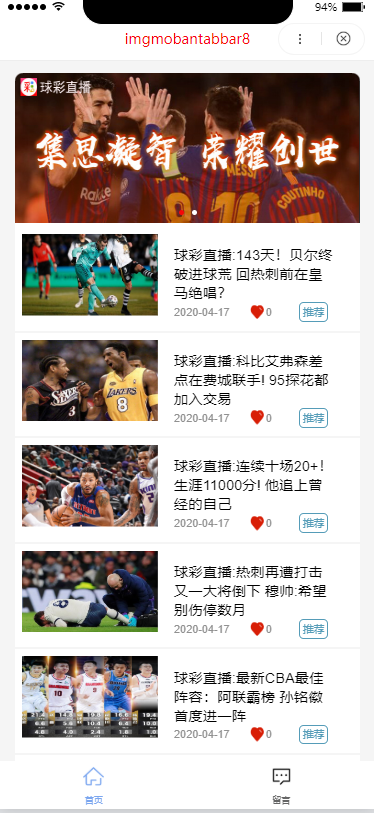 94%
imgmobantabbar8
彩 球彩直播
集思凝智 荣耀创世
Rakuten
MESSI
COUTINHO
球彩直播:143天！贝尔终
破进球荒 回热刺前在皇
马绝唱？
2020-04-17 0 推荐
球彩直播:科比艾弗森差
点在费城联手! 95探花都
加入交易
2020-04-17 0 推荐
SIXERS
3
LAKERS
8
球彩直播:连续十场20+!
生涯11000分! 他追上曾
经的自己
2020-04-17 0 推荐
球彩直播:热刺再遭打击
又一大将倒下 穆帅:希望
别伤停数月
2020-04-17 0 推荐
球彩直播:最新CBA最佳
阵容：阿联霸榜 孙铭徽
首度进一阵
2020-04-17 0 推荐
首页 留言